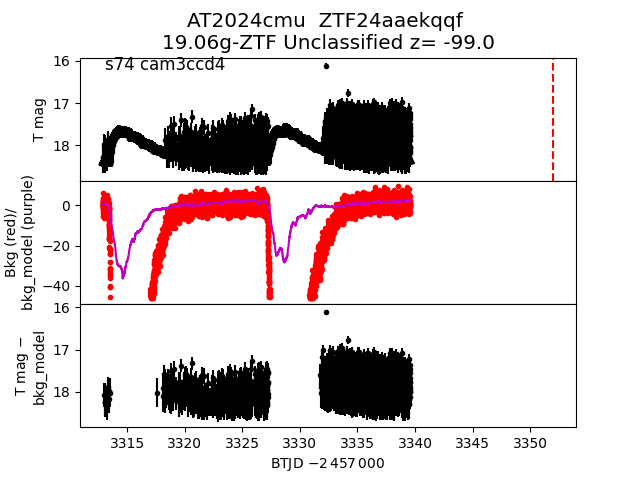 AT2024cmu  ZTF24aaekqqf
19.06g-ZTF Unclassified z= -99.0
s74 cam3ccd4
16
17
18
T mag
0
−20
−40
Bkg (red)/
bkg_model (purple)
16
17
18
T mag −
bkg_model
3315 3320 3325 3330 3335 3340 3345 3350
BTJD −2 457 000